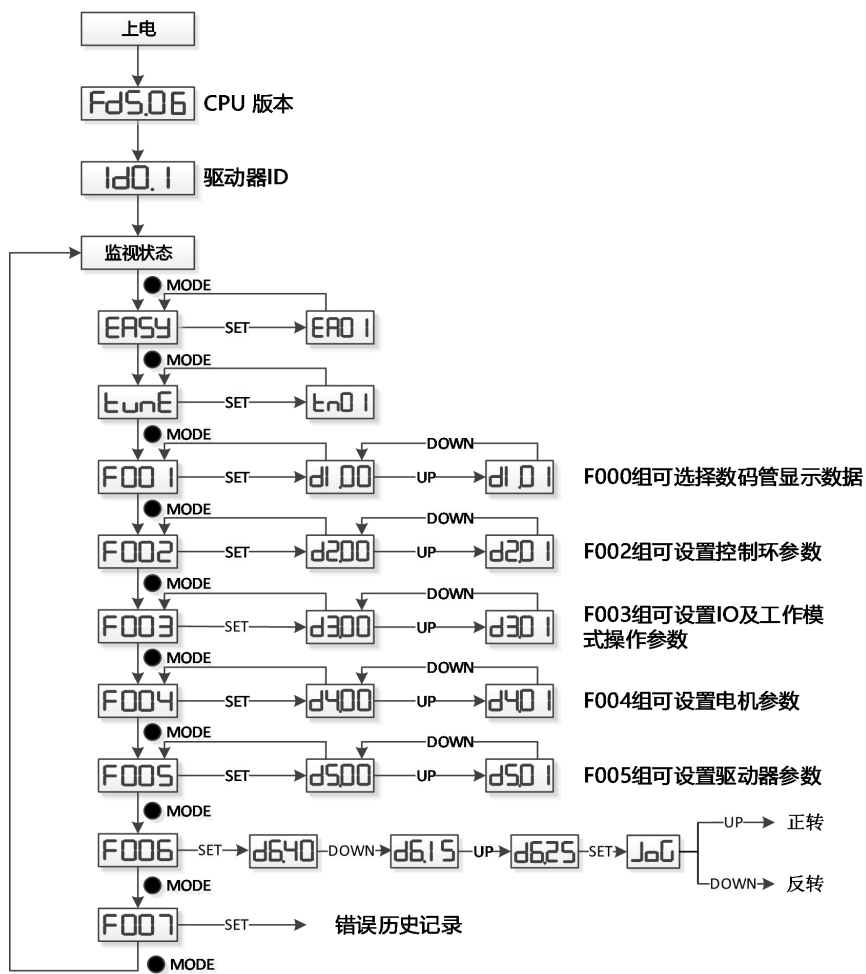 上电
Fd5.06 CPU 版本
Id0.1 驱动器ID
监视状态
MODE
EASY SET EA01
MODE
tunE SET tn01
MODE
DOWN
F001 SET d1.00 UP d1.01 F000组可选择数码管显示数据
MODE
DOWN
F002 SET d2.00 UP d2.01 F002组可设置控制环参数
MODE
DOWN
F003 SET d3.00 UP d3.01 F003组可设置IO及工作模
式操作参数
MODE
DOWN
F004 SET d4.00 UP d4.01 F004组可设置电机参数
MODE
DOWN
F005 SET d5.00 UP d5.01 F005组可设置驱动器参数
MODE
UP 正转
F006 SET d6.40 DOWN d6.15 UP d6.25 SET JoG
DOWN 反转
MODE
F007 SET 错误历史记录
MODE